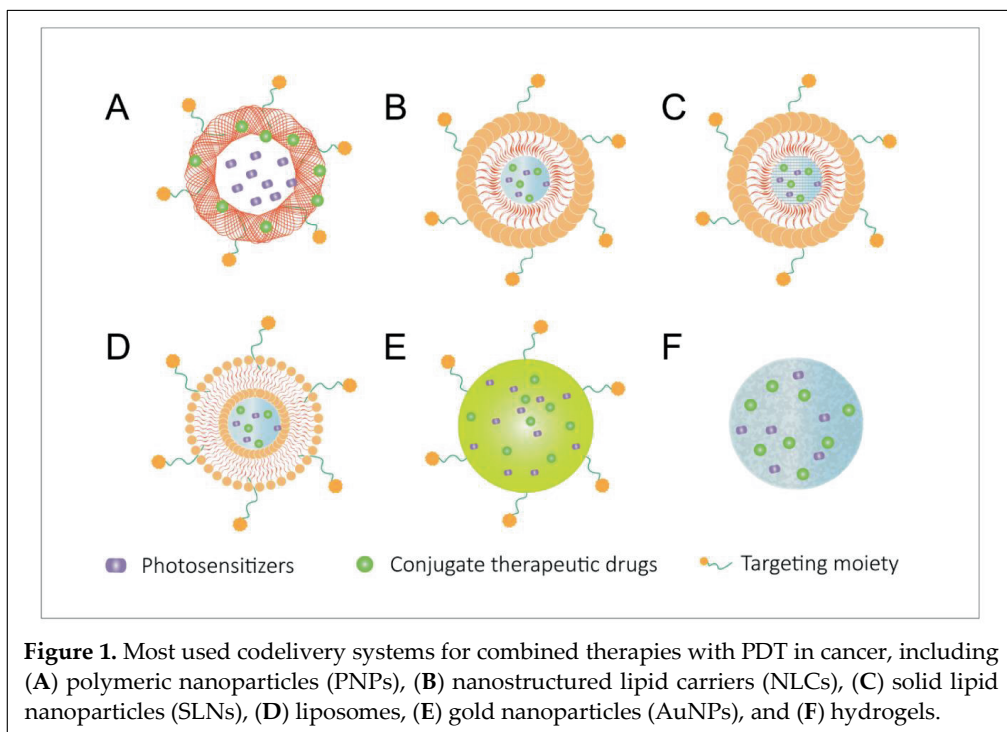 A B C
D E F
Photosensitizers Conjugate therapeutic drugs Targeting moiety
Figure 1. Most used codelivery systems for combined therapies with PDT in cancer, including
(A) polymeric nanoparticles (PNPs), (B) nanostructured lipid carriers (NLCs), (C) solid lipid
nanoparticles (SLNs), (D) liposomes, (E) gold nanoparticles (AuNPs), and (F) hydrogels.